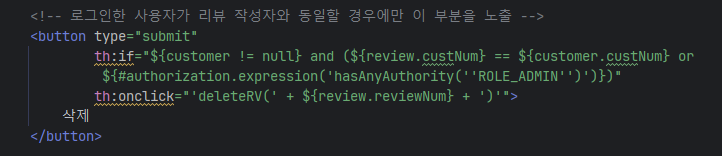 <!-- 로그인한 사용자가 리뷰 작성자와 동일할 경우에만 이 부분을 노출 -->
<button type="submit"
th:if="${customer != null} and (${review.custNum} == ${customer.custNum} or
${#authorization.expression('hasAnyAuthority(''ROLE_ADMIN'')')})"
th:onclick="'deleteRV(' + ${review.reviewNum} + ')'">
삭제
</button>